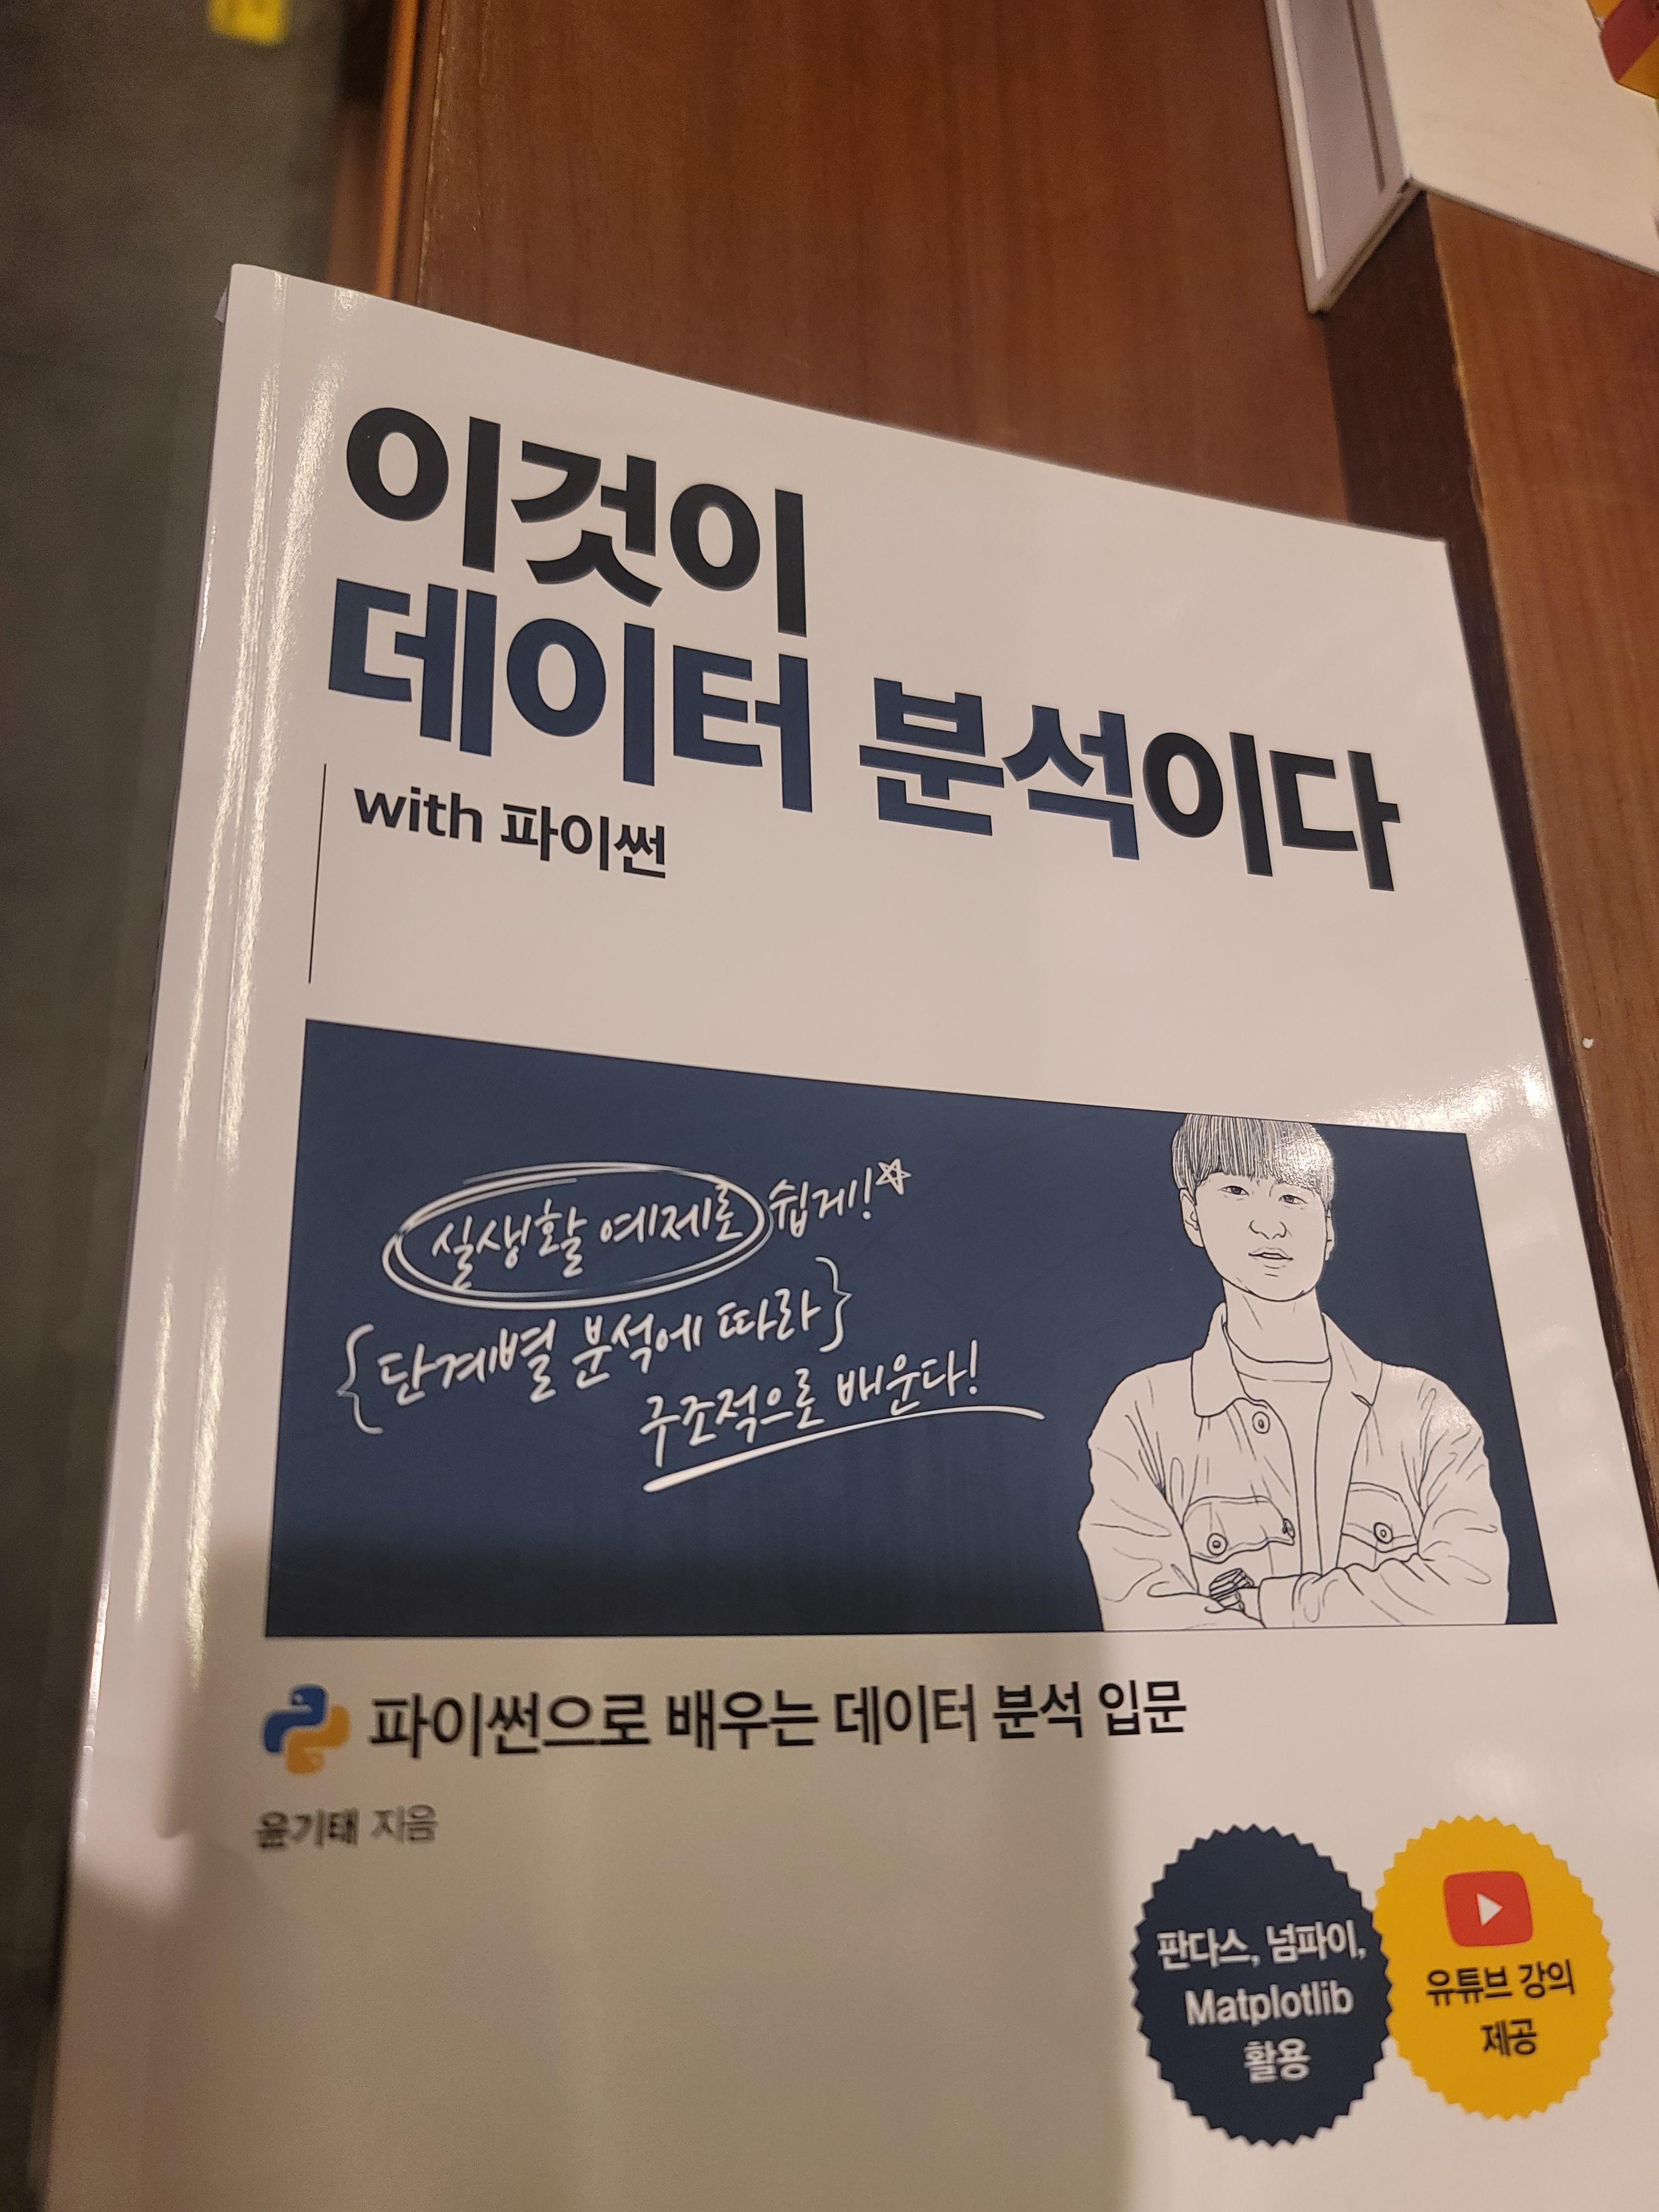 이것이
데이터 분석이다
with 파이썬
실생활 예제로 쉽게!
{단계별 분석에 따라}
구조적으로 배운다!
파이썬으로 배우는 데이터 분석 입문
윤기태 지음
판다스, 넘파이,
Matplotlib
활용
유튜브 강의
제공